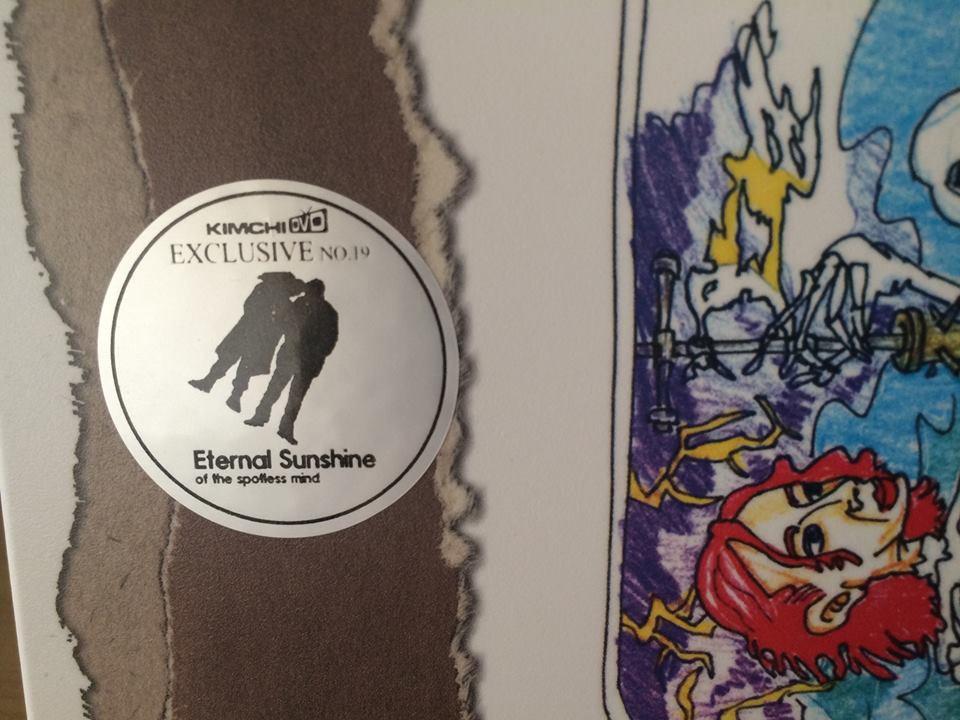 KIMCHI DVD
EXCLUSIVE NO.19
Eternal Sunshine
of the spotless mind